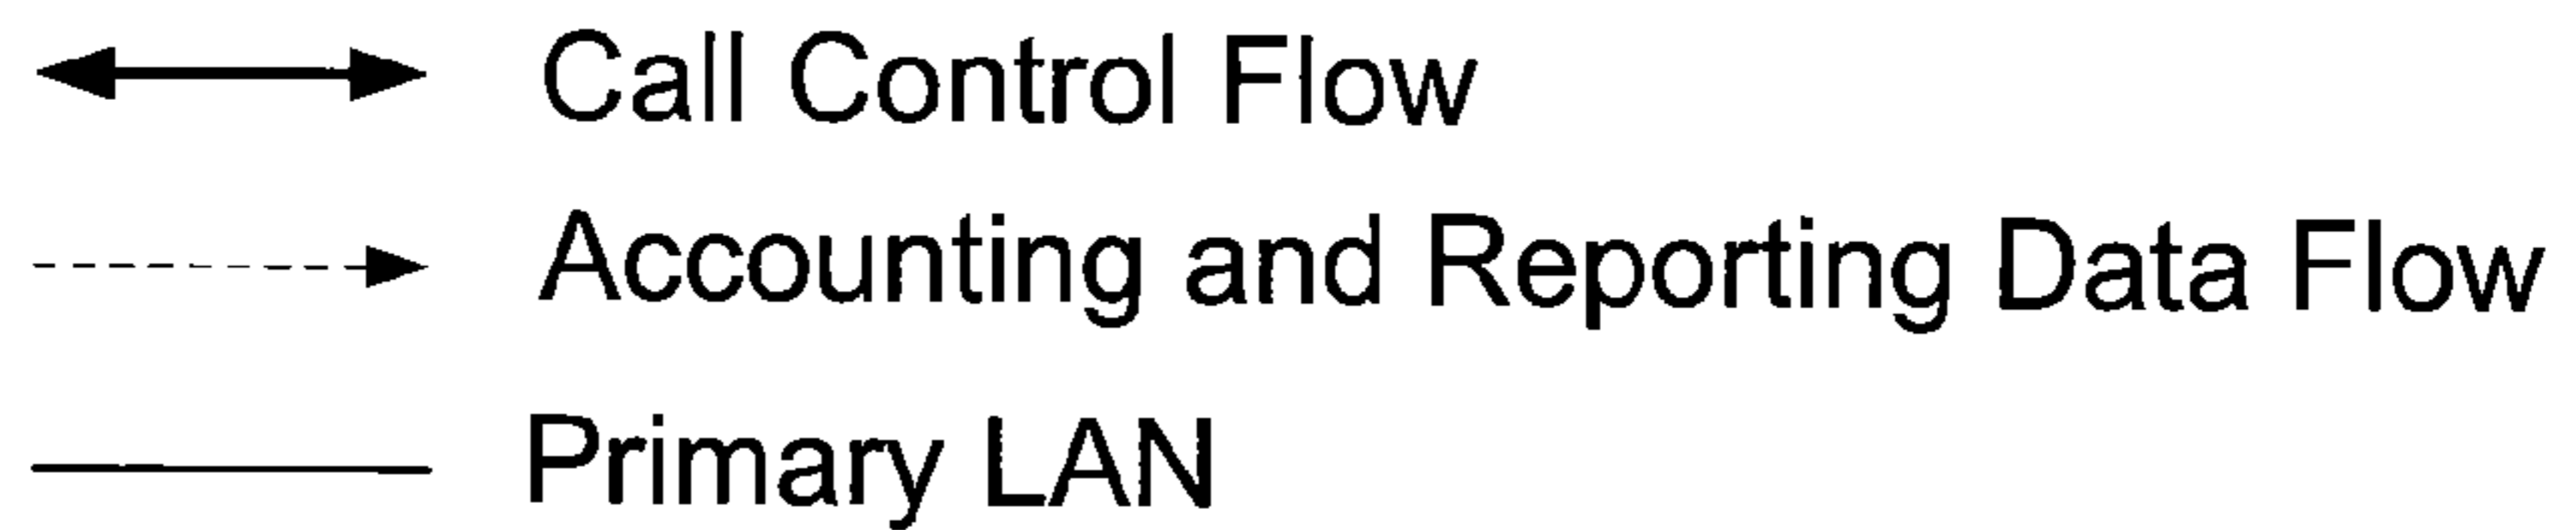 Call Control Flow
Accounting and Reporting Data Flow
Primary LAN